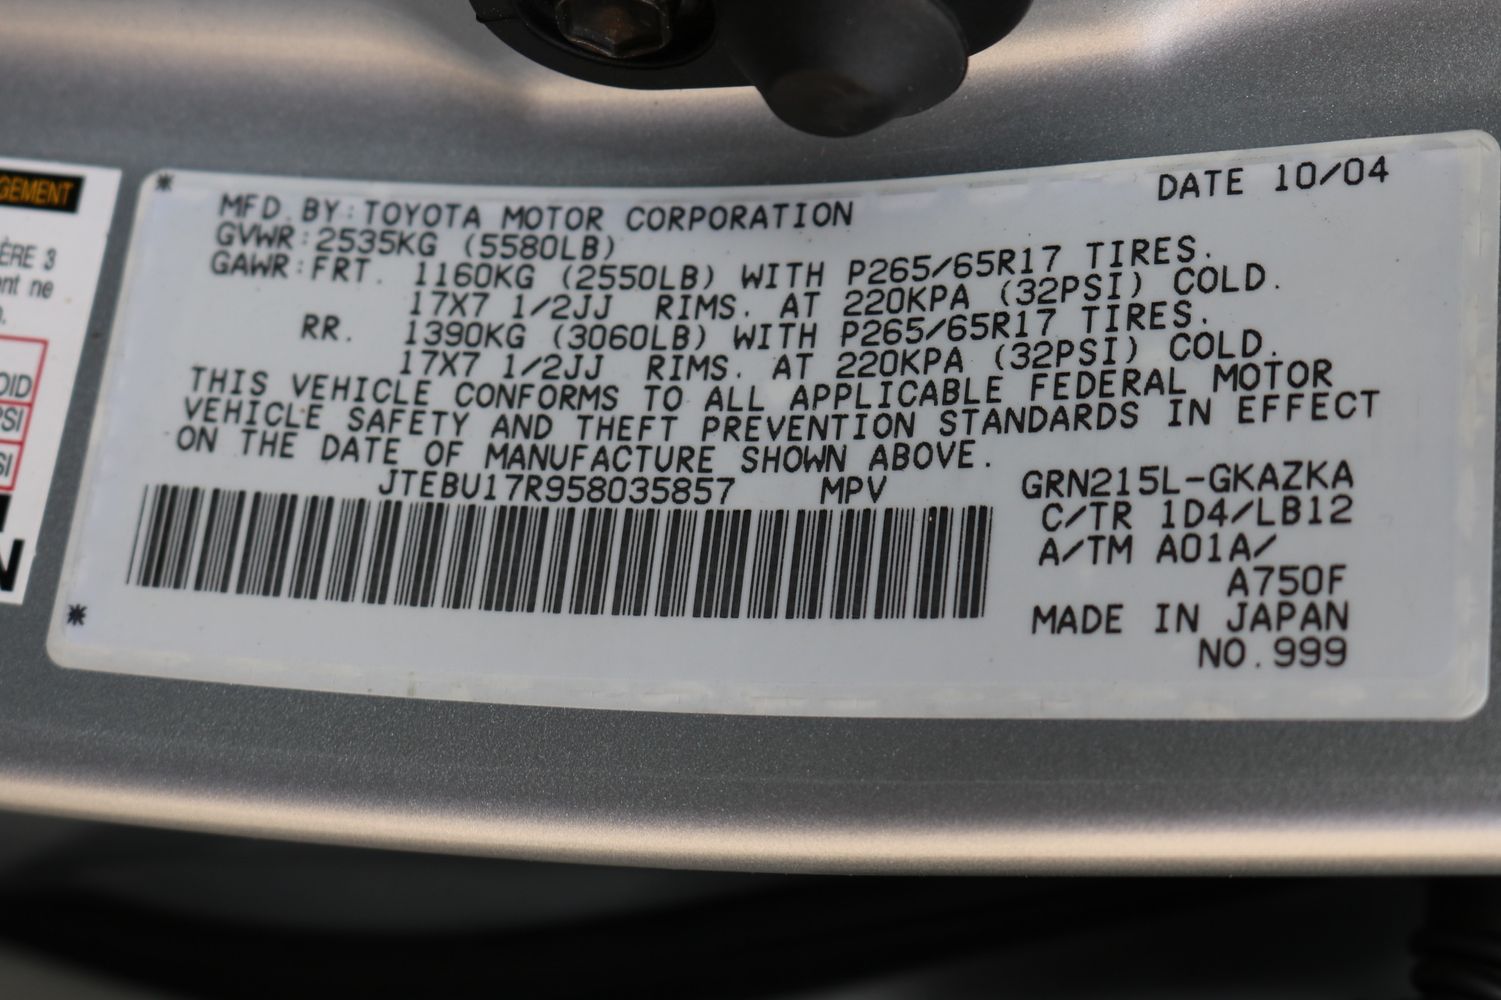 GEMENT
ÈRE 3
nt ne
OID
PSI
SI
N
DATE 10/04
MFD. BY:TOYOTA MOTOR CORPORATION
GVWR:2535KG (5580LB)
GAWR:FRT. 1160KG (2550LB) WITH P265/65R17 TIRES.
17X7 1/2JJ RIMS. AT 220KPA (32PSI) COLD.
RR. 1390KG (3060LB) WITH P265/65R17 TIRES.
17X7 1/2JJ RIMS. AT 220KPA (32PSI) COLD.
THIS VEHICLE CONFORMS TO ALL APPLICABLE FEDERAL MOTOR
VEHICLE SAFETY AND THEFT PREVENTION STANDARDS IN EFFECT
ON THE DATE OF MANUFACTURE SHOWN ABOVE.
JTEBU17R958035857 MPV
GRN215L-GKAZKA
C/TR 1D4/LB12
A/TM A01A/
A750F
MADE IN JAPAN
NO.999